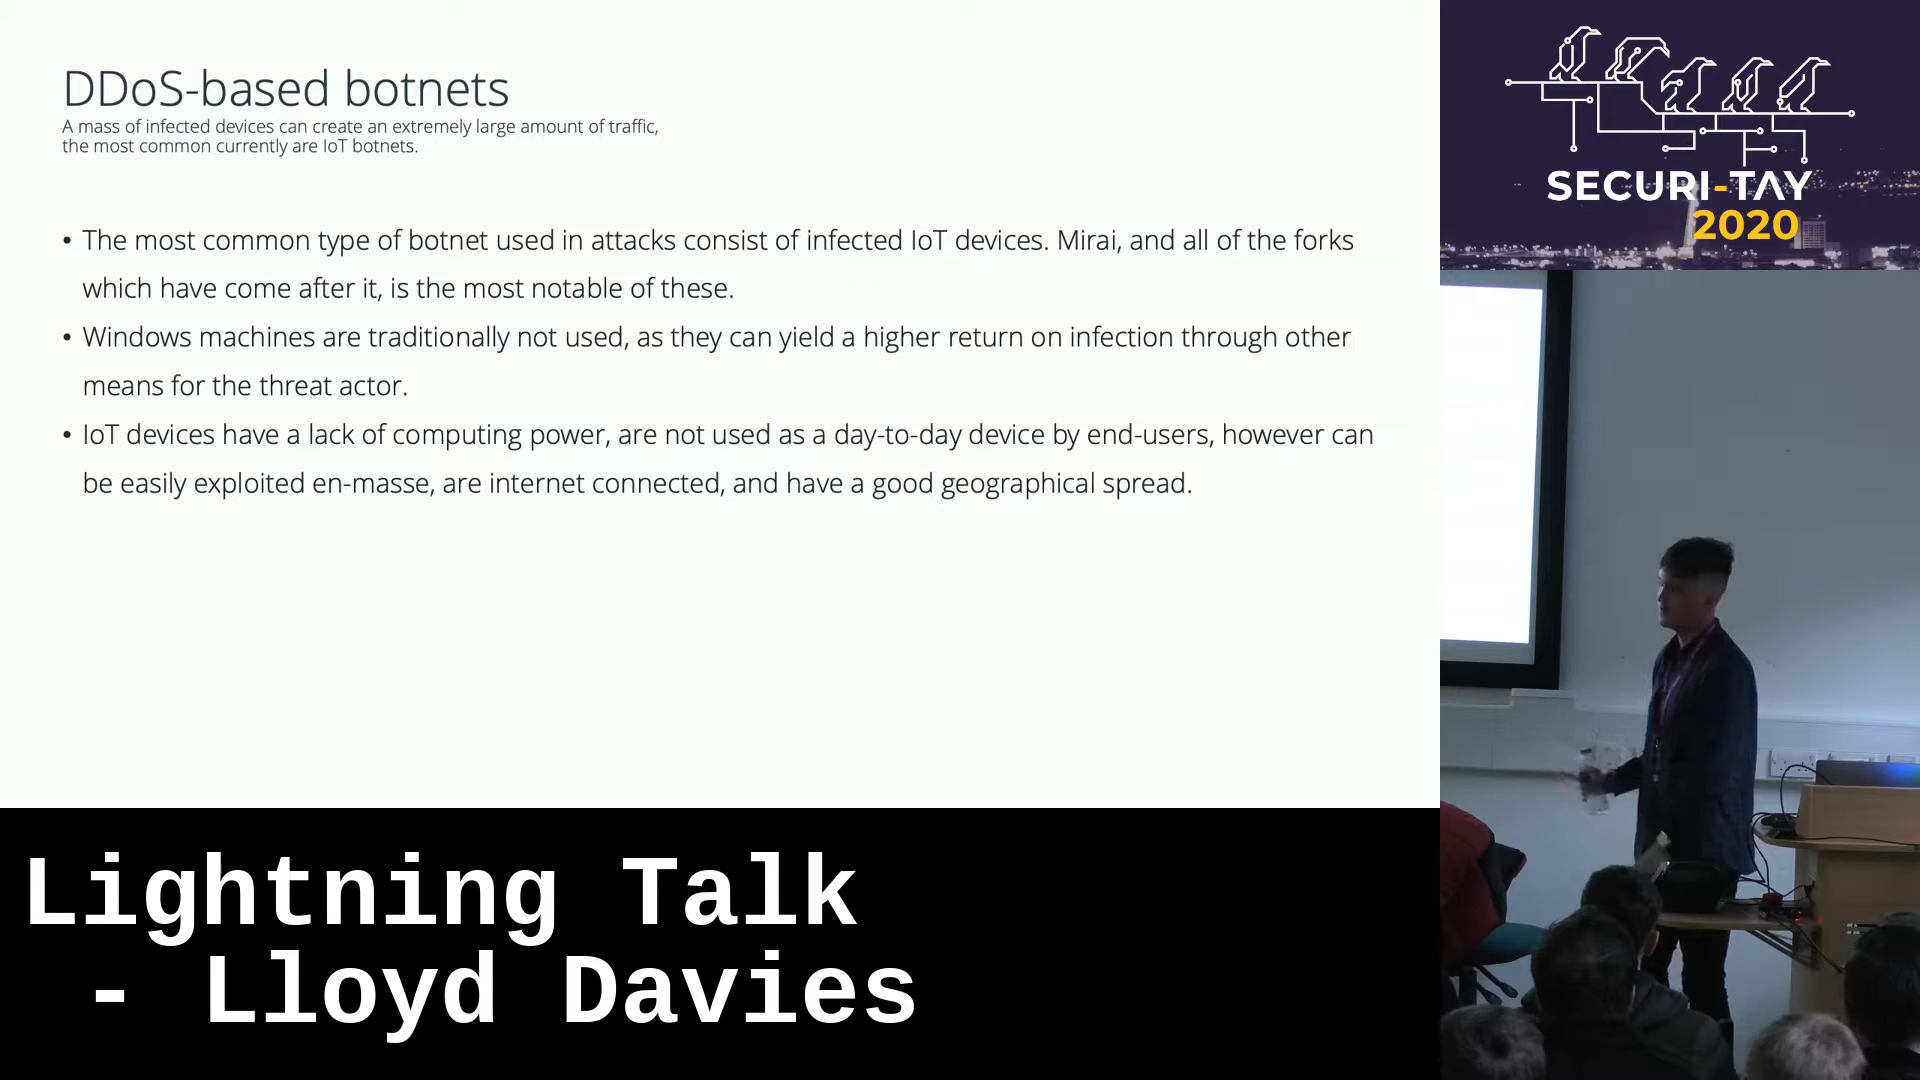 DDoS-based botnets
A mass of infected devices can create an extremely large amount of traffic,
the most common currently are IoT botnets.
• The most common type of botnet used in attacks consist of infected IoT devices. Mirai, and all of the forks
which have come after it, is the most notable of these.
• Windows machines are traditionally not used, as they can yield a higher return on infection through other
means for the threat actor.
• IoT devices have a lack of computing power, are not used as a day-to-day device by end-users, however can
be easily exploited en-masse, are internet connected, and have a good geographical spread.
SECURI-TAY
2020
Lightning Talk
- Lloyd Davies